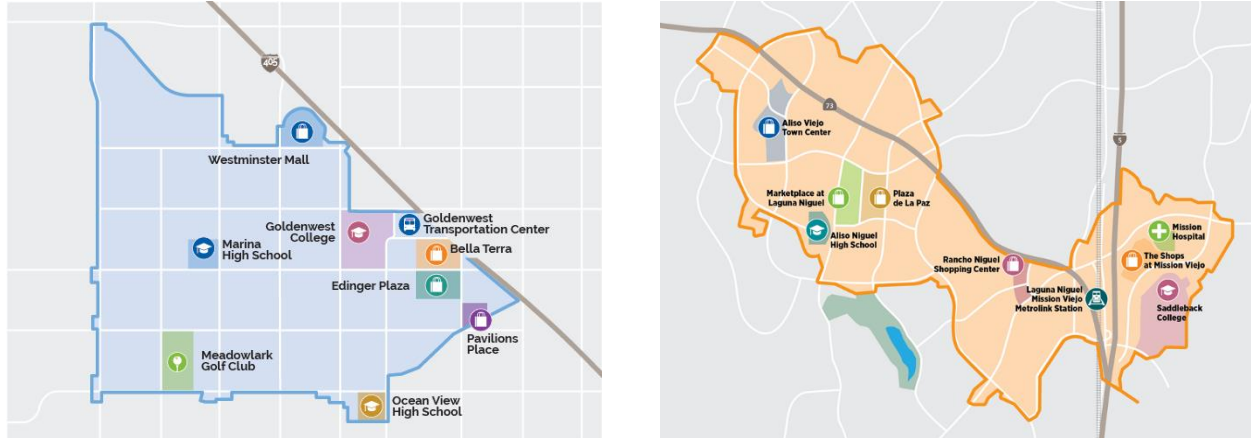 405
Westminster Mall
Goldenwest
College
Goldenwest
Transportation Center
Marina
High School
Bella Terra
Edinger Plaza
Pavilions
Place
Meadowlark
Golf Club
Ocean View
High School
73
Aliso Viejo
Town Center
5
Marketplace at
Laguna Niguel
Plaza
de La Paz
Aliso Niguel
High School
Mission
Hospital
Rancho Niguel
Shopping Center
The Shops
at Mission Viejo
Laguna Niguel
Mission Viejo
Metrolink Station
Saddleback
College